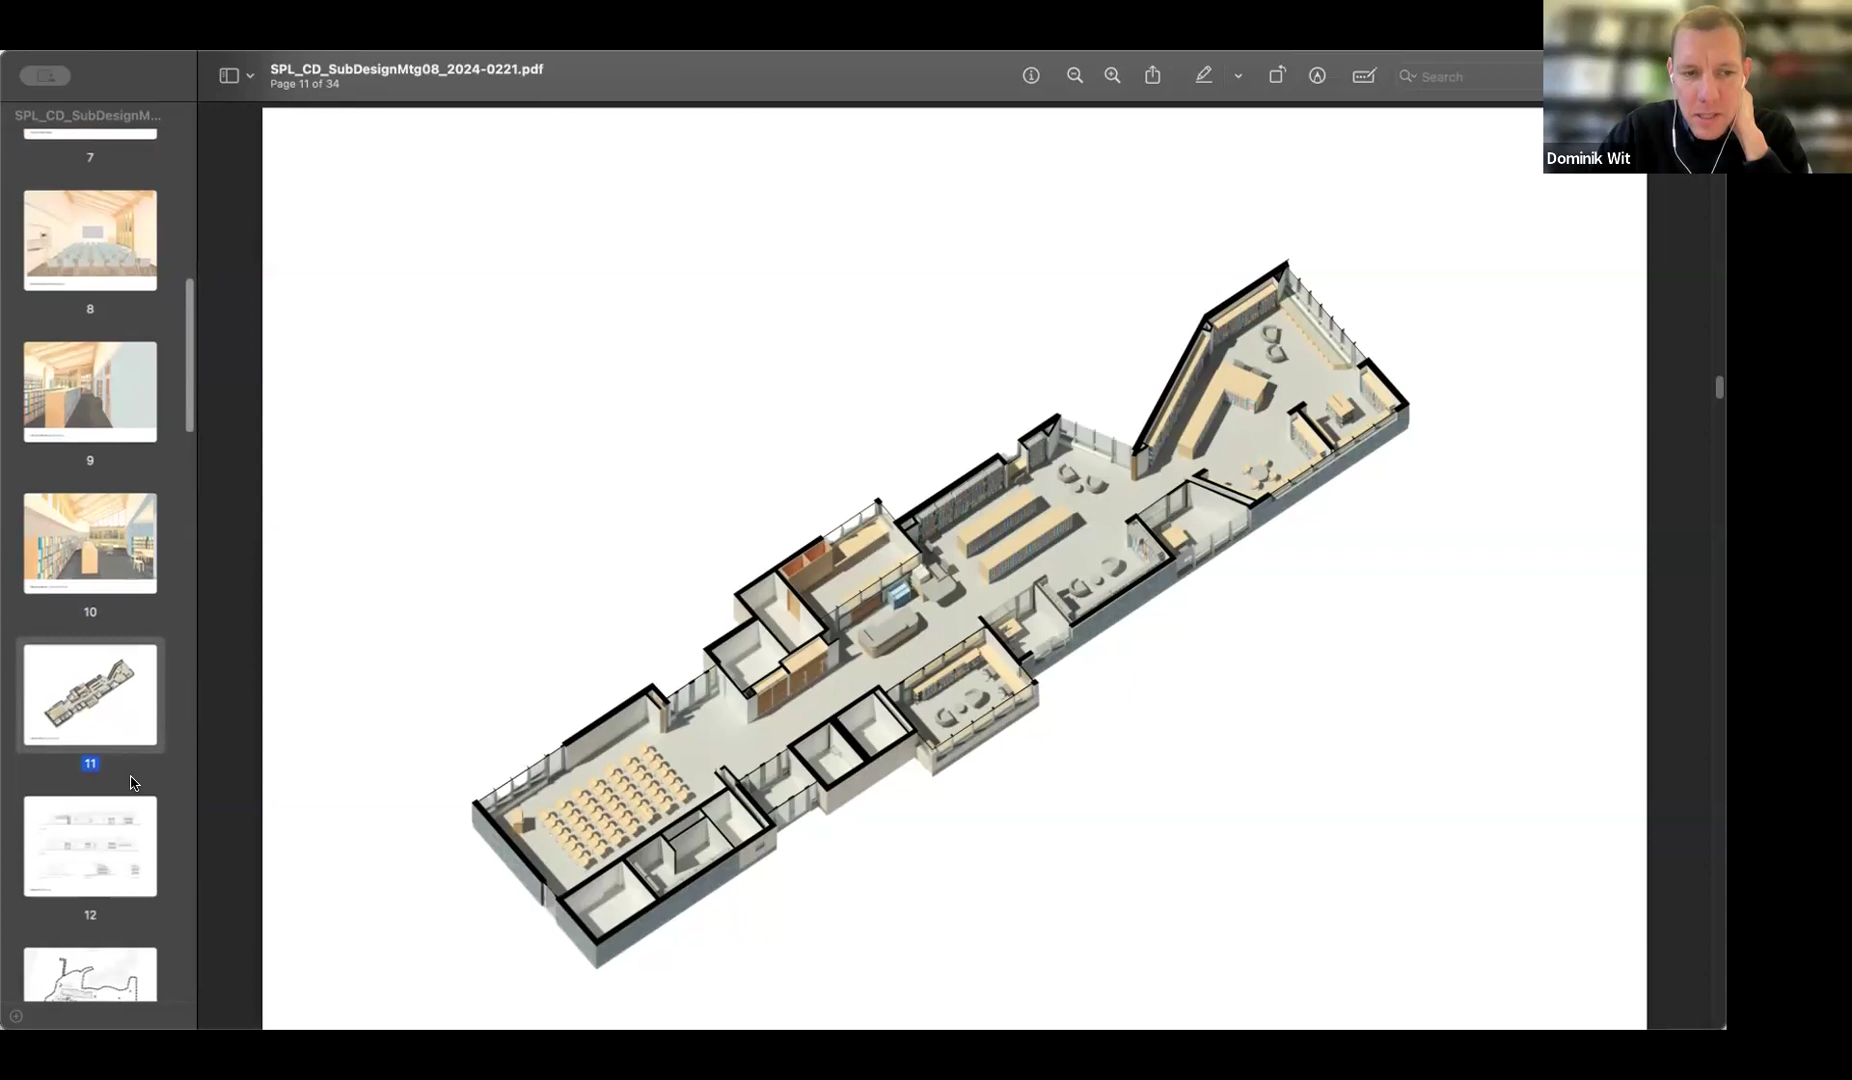 SPL_CD_SubDesignMtg08_2024-0221.pdf
Page 11 of 34
Search
Dominik Wit
SPL_CD_SubDesignM...
7
8
9
10
11
12